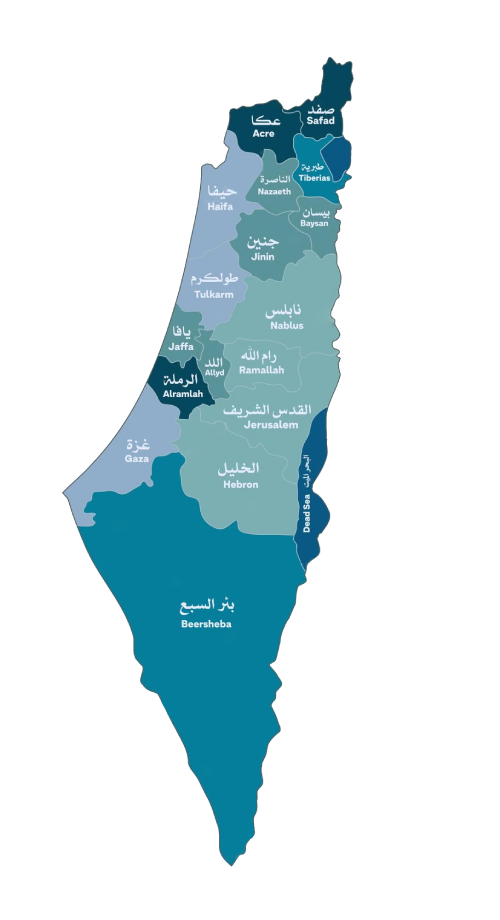 صفد
Safad
عكا
Acre
طبرية
Tiberias
الناصرة
Nazaeth
حيفا
Haifa
بيسان
Baysan
جنين
Jinin
طولكرم
Tulkarm
نابلس
Nablus
يافا
Jaffa
اللد
Allyd
رام الله
Ramallah
الرملة
Alramlah
القدس الشريف
Jerusalem
غزة
Gaza
الخليل
Hebron
البحر الميت
Dead Sea
بئر السبع
Beersheba